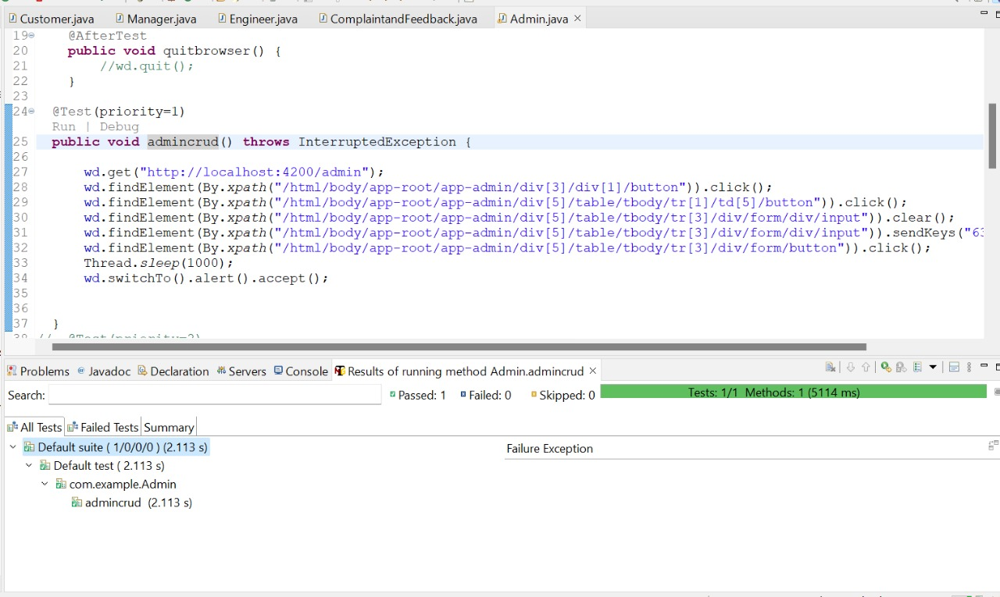 Customer.java Manager.java Engineer.java ComplaintandFeedback.java Admin.java
19 @AfterTest
20 public void quitbrowser() {
21 //wd.quit();
22 }
23
24 @Test(priority=1)
Run | Debug
25 public void admincrud() throws InterruptedException {
26
27 wd.get("http://localhost:4200/admin");
28 wd.findElement(By.xpath("/html/body/app-root/app-admin/div[3]/div[1]/button")).click();
29 wd.findElement(By.xpath("/html/body/app-root/app-admin/div[5]/table/tbody/tr[1]/td[5]/button")).click();
30 wd.findElement(By.xpath("/html/body/app-root/app-admin/div[5]/table/tbody/tr[3]/div/form/div/input")).clear();
31 wd.findElement(By.xpath("/html/body/app-root/app-admin/div[5]/table/tbody/tr[3]/div/form/div/input")).sendKeys("63
32 wd.findElement(By.xpath("/html/body/app-root/app-admin/div[5]/table/tbody/tr[3]/div/form/button")).click();
33 Thread.sleep(1000);
34 wd.switchTo().alert().accept();
35
36
37 }
38 // @Test(priority=2)
Problems @ Javadoc Declaration Servers Console Results of running method Admin.admincrud
Search: Passed: 1 Failed: 0 Skipped: 0 Tests: 1/1 Methods: 1 (5114 ms)
All Tests Failed Tests Summary
Default suite ( 1/0/0/0 ) (2.113 s) Failure Exception
Default test ( 2.113 s)
com.example.Admin
admincrud (2.113 s)